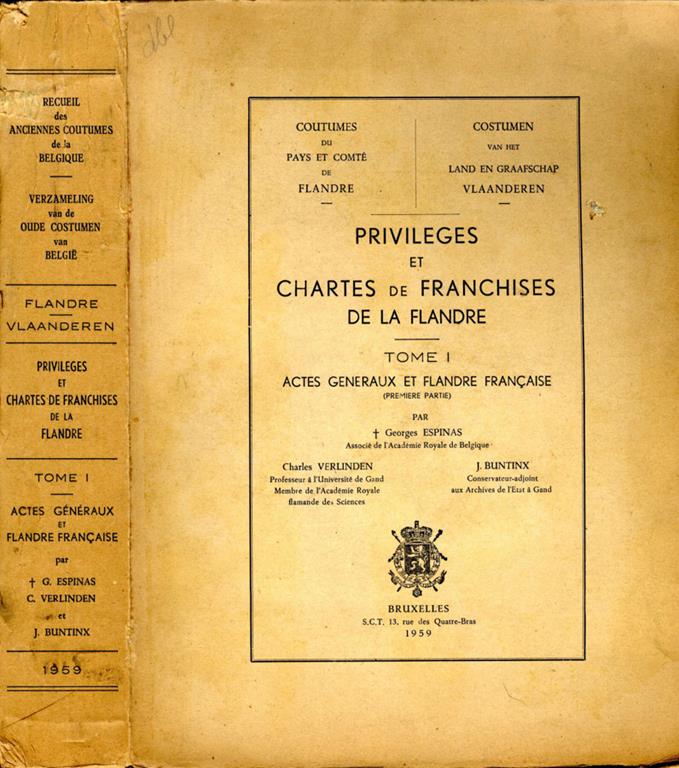 RECUEIL
des
ANCIENNES COUTUMES
de la
BELGIQUE
VERZAMELING
van de
OUDE COSTUMEN
van
BELGIË
FLANDRE
VLAANDEREN
PRIVILEGES
ET
CHARTES DE FRANCHISES
DE LA
FLANDRE
TOME I
ACTES GÉNÉRAUX
ET
FLANDRE FRANÇAISE
par
† G. ESPINAS
C. VERLINDEN
et
J. BUNTINX
1959
dbl
COUTUMES
DU
PAYS ET COMTÉ
DE
FLANDRE
COSTUMEN
VAN HET
LAND EN GRAAFSCHAP
VLAANDEREN
PRIVILEGES
ET
CHARTES DE FRANCHISES
DE LA FLANDRE
TOME I
ACTES GENERAUX ET FLANDRE FRANÇAISE
(PREMIERE PARTIE)
PAR
† Georges ESPINAS
Associé de l'Académie Royale de Belgique
Charles VERLINDEN
Professeur à l'Université de Gand
Membre de l'Académie Royale
flamande des Sciences
J. BUNTINX
Conservateur-adjoint
aux Archives de l'Etat à Gand
BRUXELLES
S.C.T. 13, rue des Quatre-Bras
1959